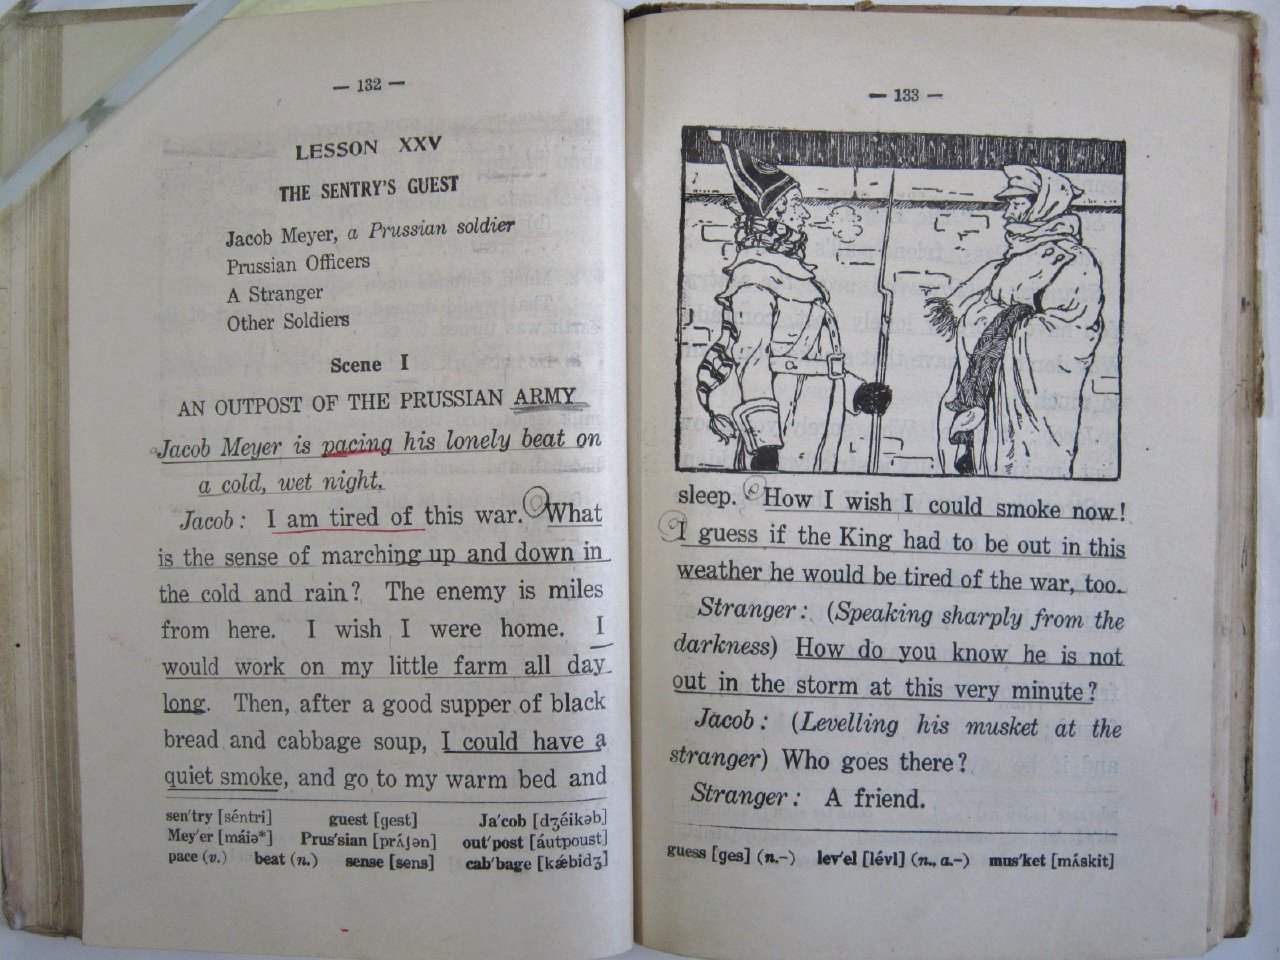 — 132 —
LESSON XXV
THE SENTRY'S GUEST
Jacob Meyer, a Prussian soldier
Prussian Officers
A Stranger
Other Soldiers
Scene I
AN OUTPOST OF THE PRUSSIAN ARMY
Jacob Meyer is pacing his lonely beat on
a cold, wet night.
Jacob: I am tired of this war. What
is the sense of marching up and down in
the cold and rain? The enemy is miles
from here. I wish I were home. I
would work on my little farm all day
long. Then, after a good supper of black
bread and cabbage soup, I could have a
quiet smoke, and go to my warm bed and
sen'try [séntri] guest [gest] Ja'cob [dʒéikəb]
Mey'er [máiə*] Prus'sian [prʌ́ʃən] out'post [áutpoust]
pace (v.) beat (n.) sense [sens] cab'bage [kǽbidʒ]
— 133 —
sleep. How I wish I could smoke now!
I guess if the King had to be out in this
weather he would be tired of the war, too.
Stranger: (Speaking sharply from the
darkness) How do you know he is not
out in the storm at this very minute?
Jacob: (Levelling his musket at the
stranger) Who goes there?
Stranger: A friend.
guess [ges] (n.–) lev'el [lévl] (n., a.–) mus'ket [mʌ́skit]